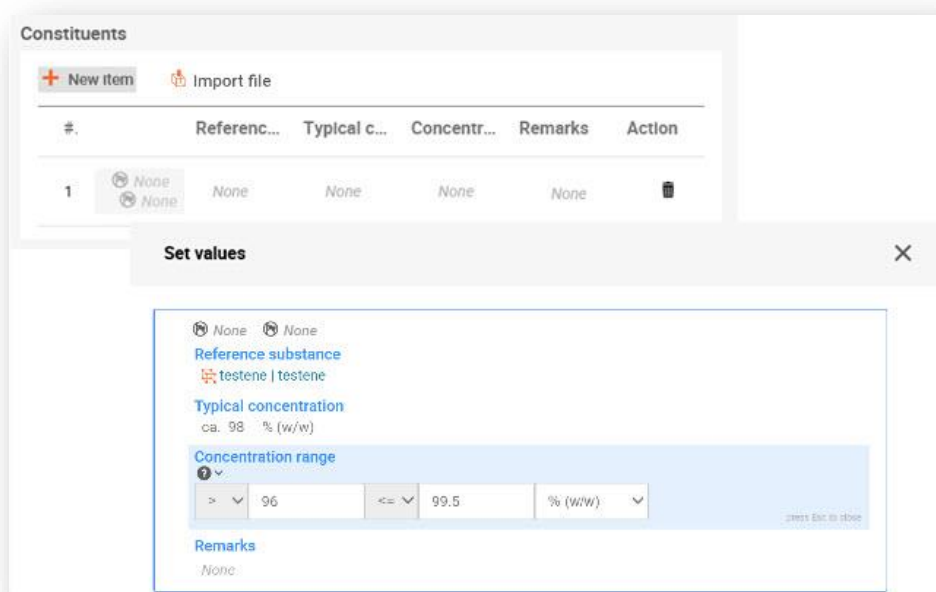 Constituents
New item Import file
#. Referenc... Typical c... Concentr... Remarks Action
None
1 None None None None
None
Set values
None None
Reference substance
testene | testene
Typical concentration
ca. 98 % (w/w)
Concentration range
> 96 <= 99.5 % (w/w)
press Esc to close
Remarks
None